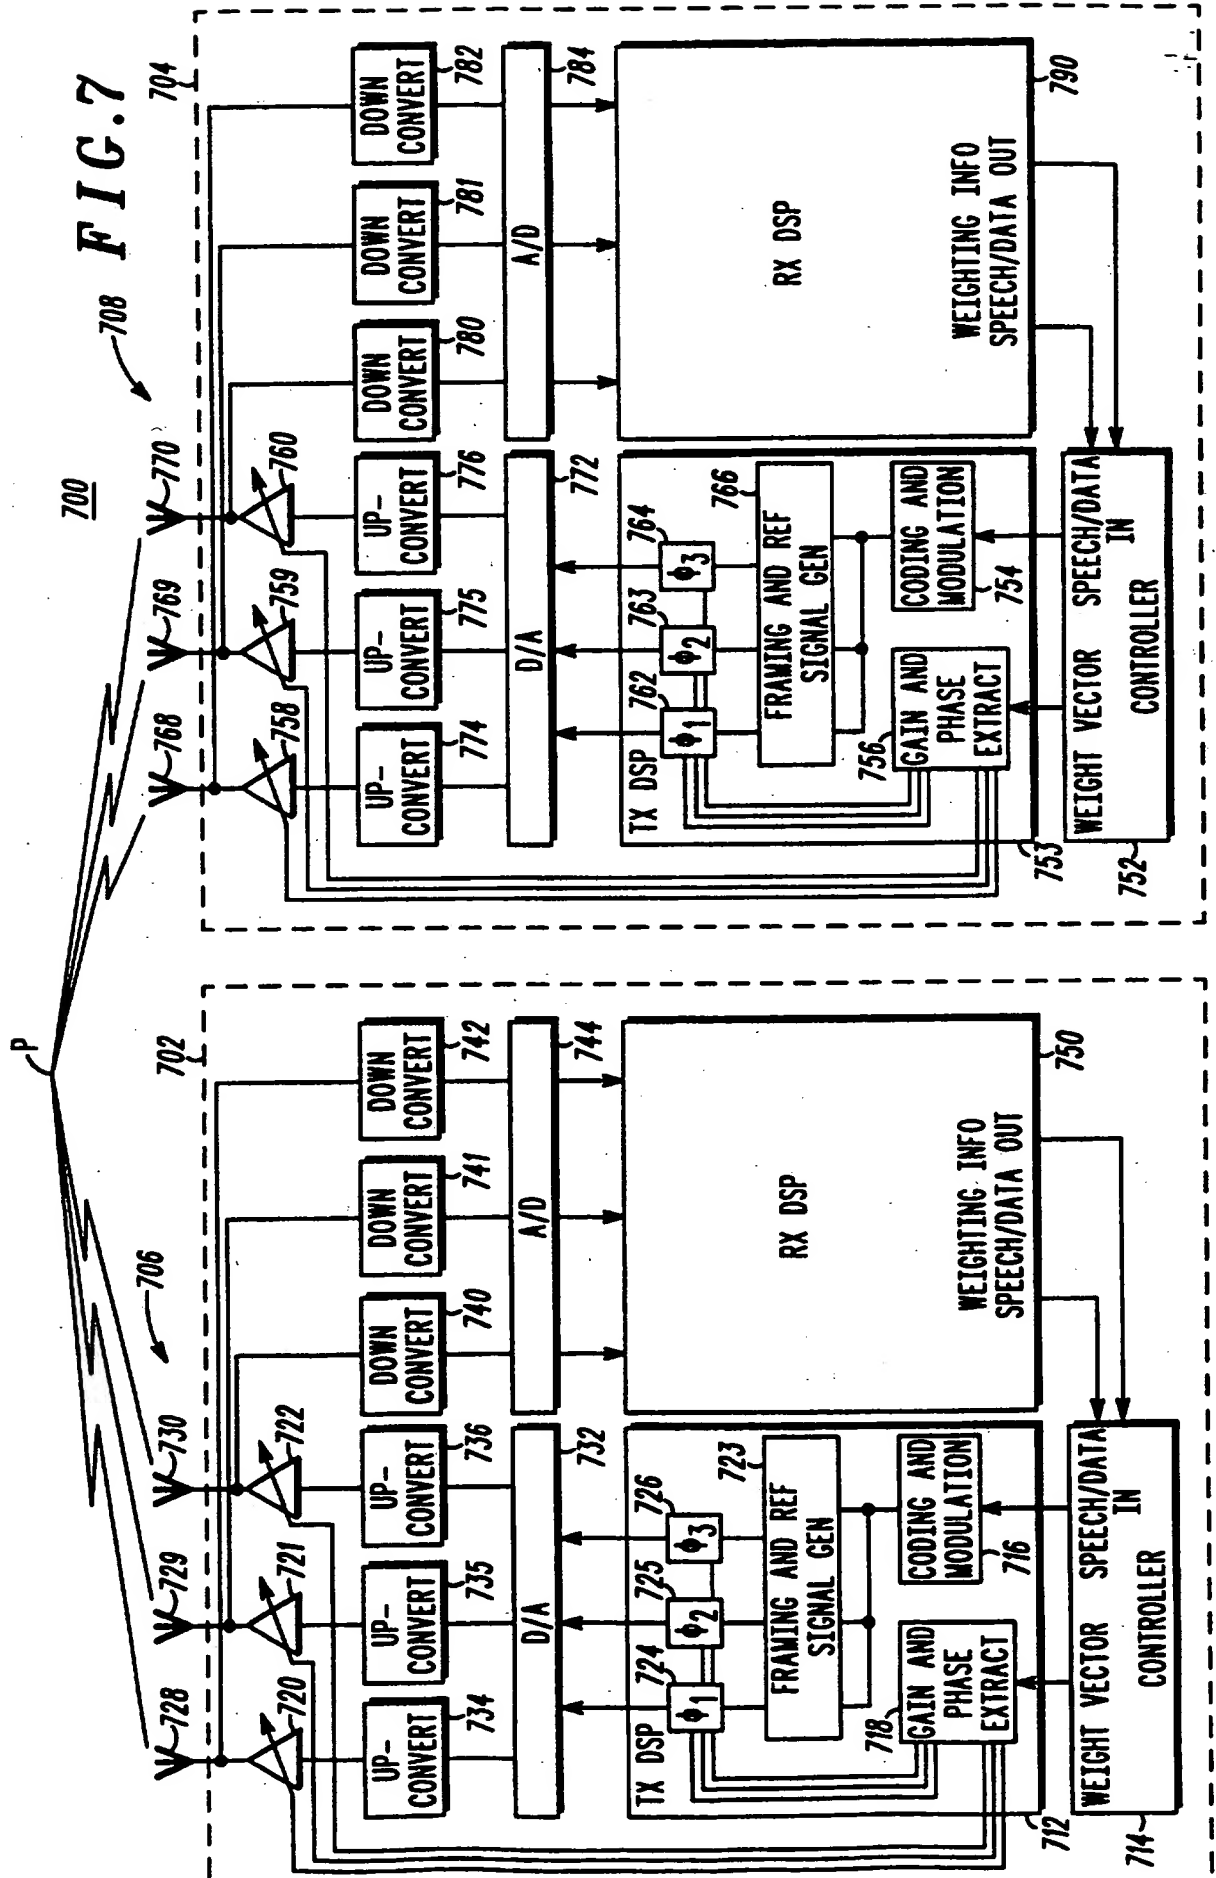 FIG.7
700
P
702
706
728
729
730
720
721
722
UP-
CONVERT
734
UP-
CONVERT
735
UP-
CONVERT
736
DOWN
CONVERT
740
DOWN
CONVERT
741
DOWN
CONVERT
742
D/A
732
A/D
744
TX DSP
ϕ1
724
ϕ2
725
ϕ3
726
FRAMING AND REF
SIGNAL GEN
723
718
GAIN AND
PHASE
EXTRACT
CODING AND
MODULATION
716
712
RX DSP
WEIGHTING INFO
SPEECH/DATA OUT
750
WEIGHT VECTOR
SPEECH/DATA
IN
CONTROLLER
714
704
708
768
769
770
758
759
760
UP-
CONVERT
774
UP-
CONVERT
775
UP-
CONVERT
776
DOWN
CONVERT
780
DOWN
CONVERT
781
DOWN
CONVERT
782
D/A
772
A/D
784
TX DSP
ϕ1
762
ϕ2
763
ϕ3
764
FRAMING AND REF
SIGNAL GEN
766
756
GAIN AND
PHASE
EXTRACT
CODING AND
MODULATION
754
753
RX DSP
WEIGHTING INFO
SPEECH/DATA OUT
790
WEIGHT VECTOR
SPEECH/DATA
IN
CONTROLLER
752